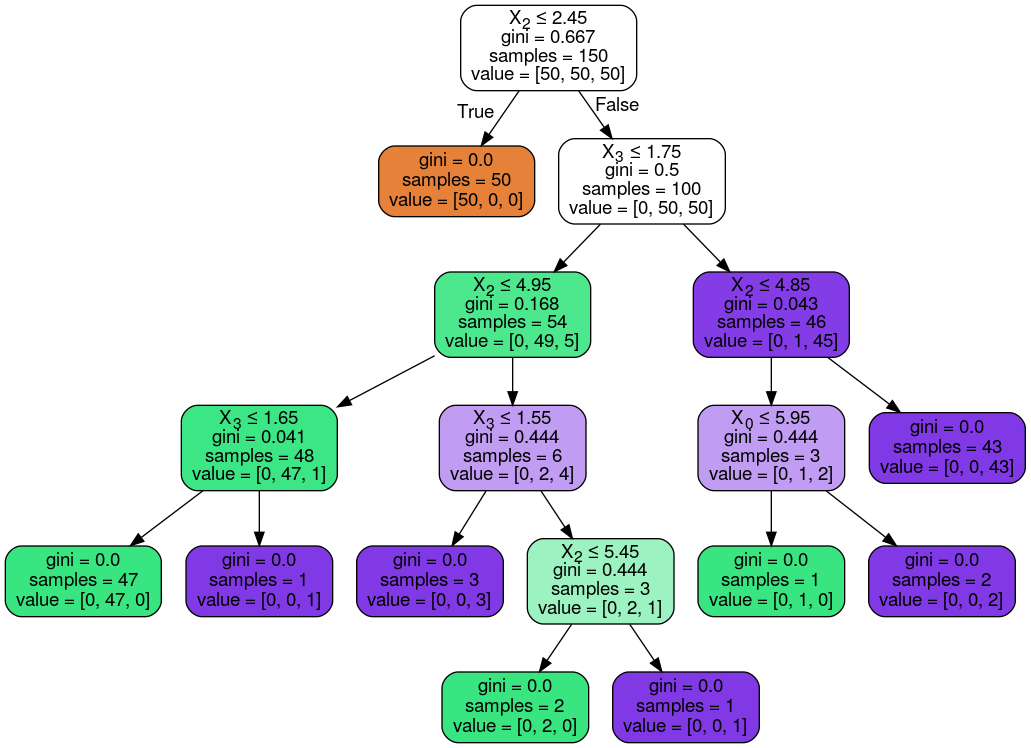 X₂ ≤ 2.45
gini = 0.667
samples = 150
value = [50, 50, 50]
True
False
gini = 0.0
samples = 50
value = [50, 0, 0]
X₃ ≤ 1.75
gini = 0.5
samples = 100
value = [0, 50, 50]
X₂ ≤ 4.95
gini = 0.168
samples = 54
value = [0, 49, 5]
X₂ ≤ 4.85
gini = 0.043
samples = 46
value = [0, 1, 45]
X₃ ≤ 1.65
gini = 0.041
samples = 48
value = [0, 47, 1]
X₃ ≤ 1.55
gini = 0.444
samples = 6
value = [0, 2, 4]
X₀ ≤ 5.95
gini = 0.444
samples = 3
value = [0, 1, 2]
gini = 0.0
samples = 43
value = [0, 0, 43]
gini = 0.0
samples = 47
value = [0, 47, 0]
gini = 0.0
samples = 1
value = [0, 0, 1]
gini = 0.0
samples = 3
value = [0, 0, 3]
X₂ ≤ 5.45
gini = 0.444
samples = 3
value = [0, 2, 1]
gini = 0.0
samples = 1
value = [0, 1, 0]
gini = 0.0
samples = 2
value = [0, 0, 2]
gini = 0.0
samples = 2
value = [0, 2, 0]
gini = 0.0
samples = 1
value = [0, 0, 1]